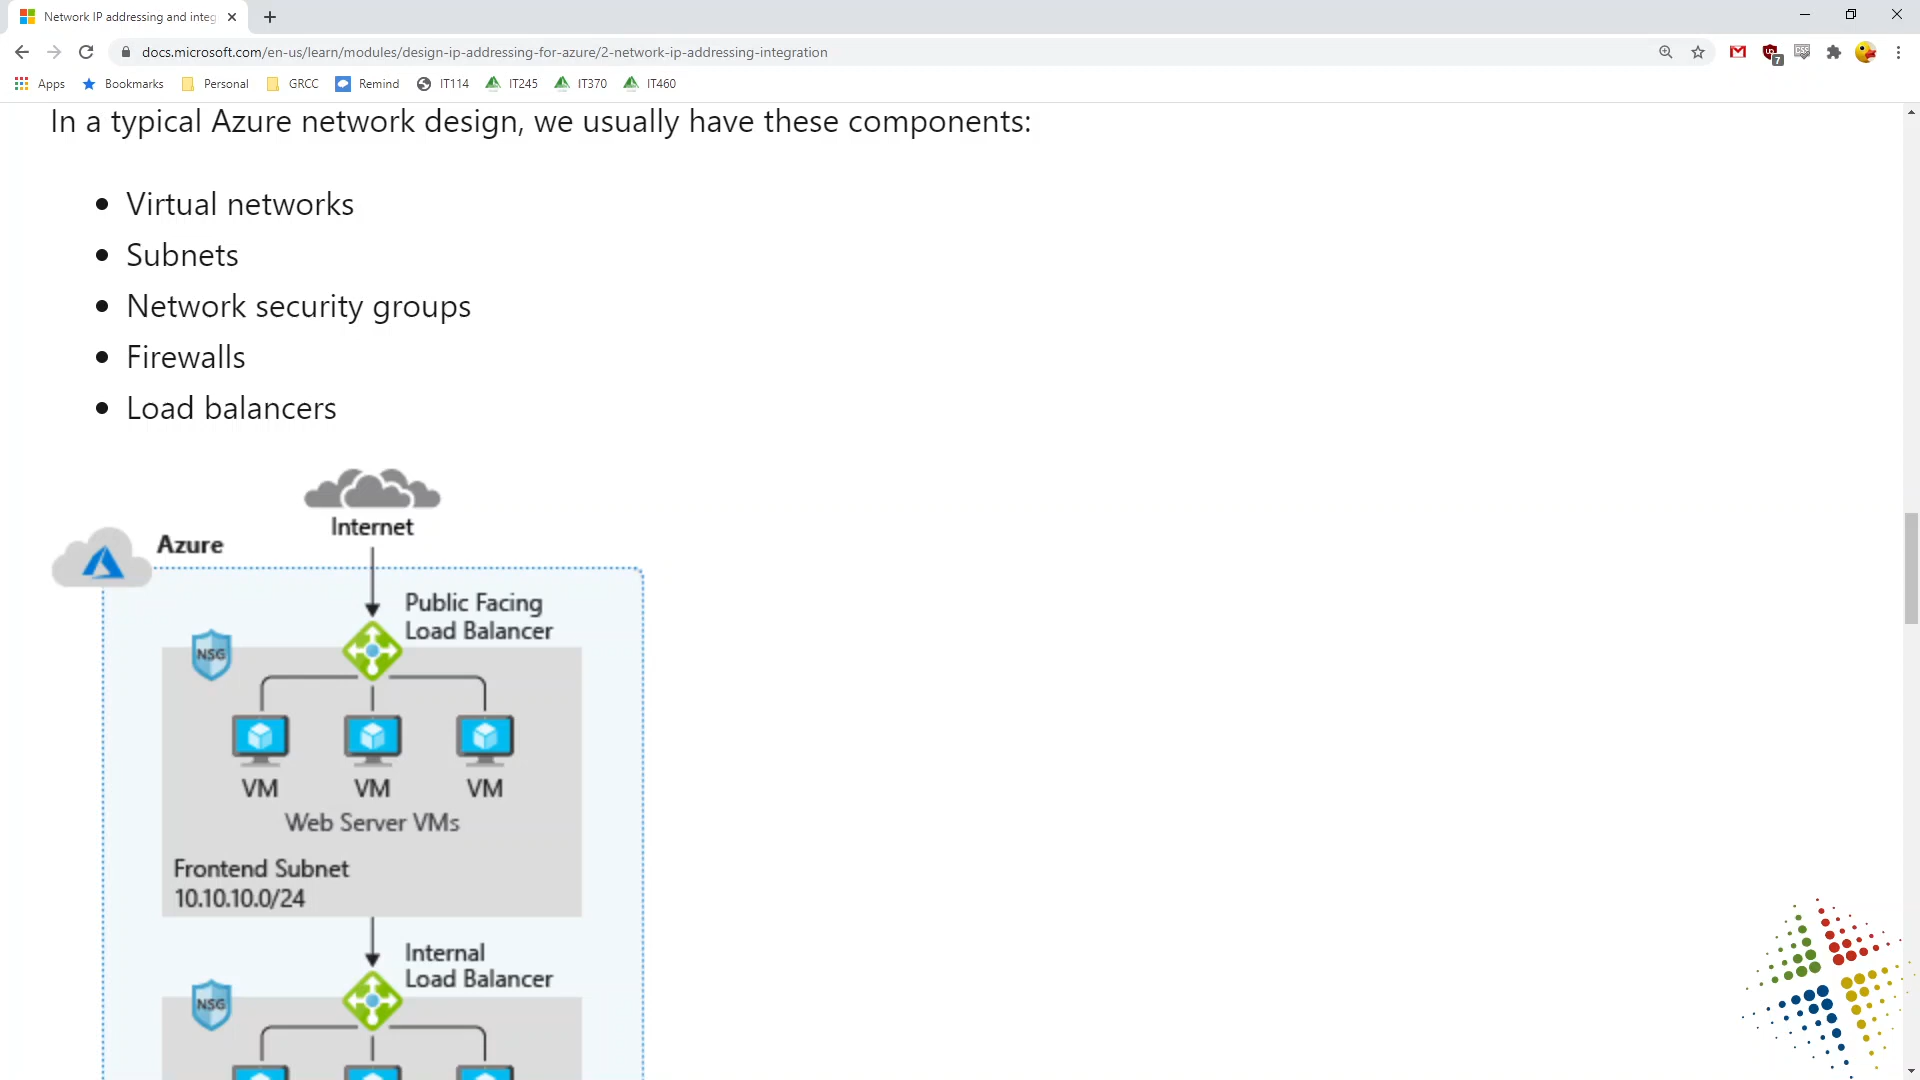 Network IP addressing and integ
docs.microsoft.com/en-us/learn/modules/design-ip-addressing-for-azure/2-network-ip-addressing-integration
7
CSS
Apps
Bookmarks
Personal
GRCC
Remind
IT114
IT245
IT370
IT460
In a typical Azure network design, we usually have these components:
Virtual networks
Subnets
Network security groups
Firewalls
Load balancers
Internet
Azure
Public Facing
Load Balancer
NSG
VM
VM
VM
Web Server VMs
Frontend Subnet
10.10.10.0/24
Internal
Load Balancer
NSG